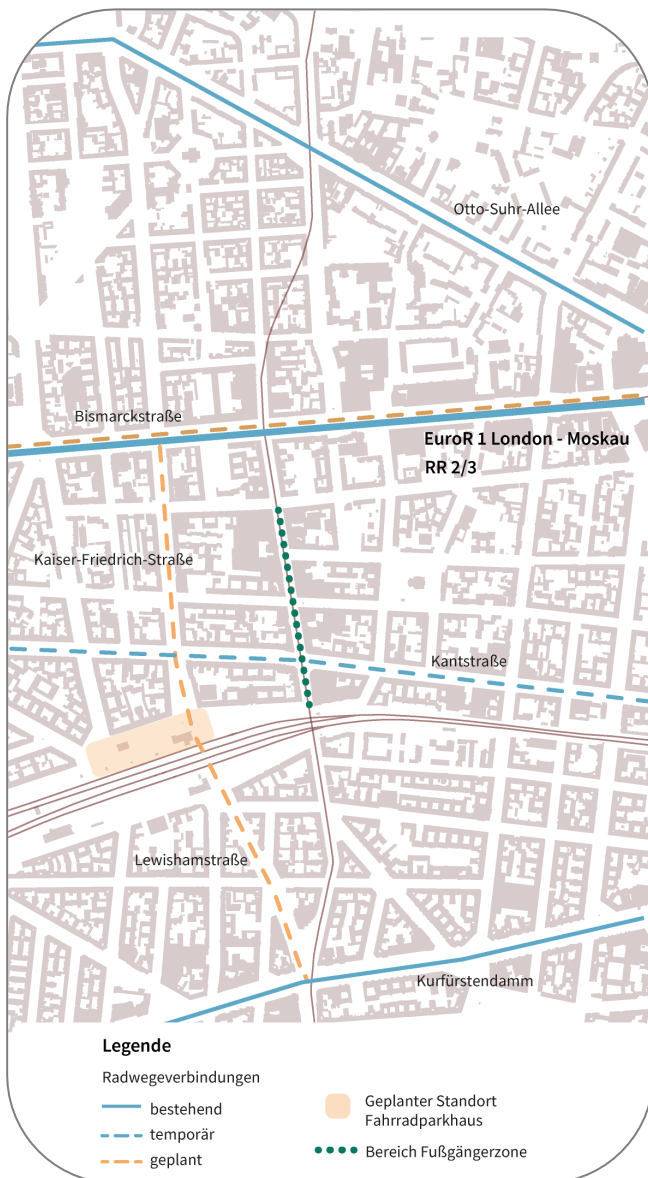 Otto-Suhr-Allee
Bismarckstraße
EuroR 1 London - Moskau
RR 2/3
Kaiser-Friedrich-Straße
Kantstraße
Lewishamstraße
Kurfürstendamm
Legende
Radwegeverbindungen
bestehend
temporär
geplant
Geplanter Standort
Fahrradparkhaus
Bereich Fußgängerzone